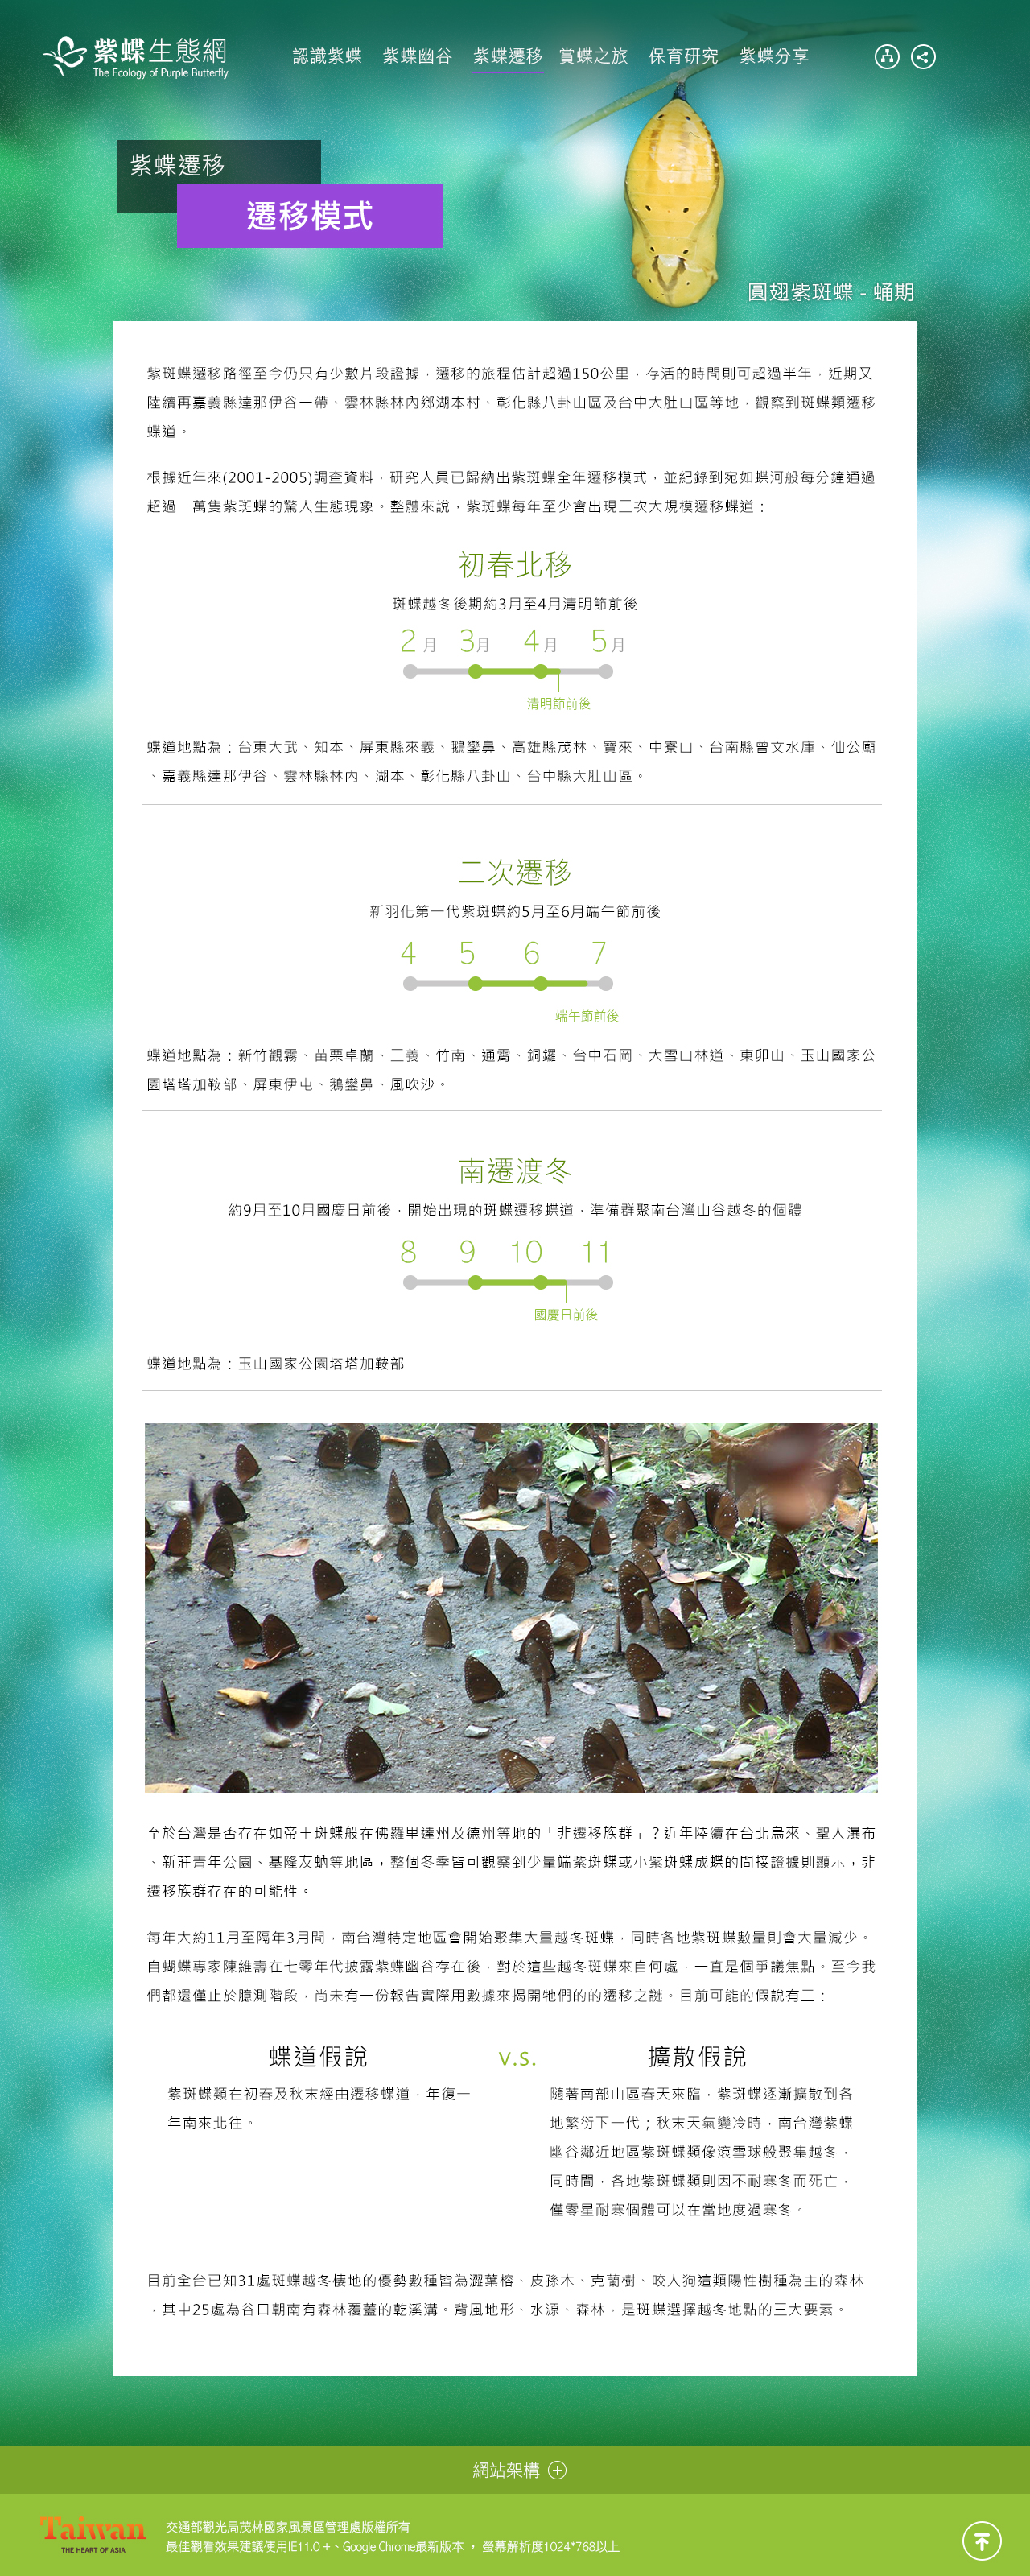 紫蝶生態網
The Ecology of Purple Butterfly
認識紫蝶 紫蝶幽谷 紫蝶遷移 賞蝶之旅 保育研究 紫蝶分享
紫蝶遷移
遷移模式
圓翅紫斑蝶 - 蛹期
紫斑蝶遷移路徑至今仍只有少數片段證據，遷移的旅程估計超過150公里，存活的時間則可超過半年，近期又
陸續再嘉義縣達那伊谷一帶、雲林縣林內鄉湖本村、彰化縣八卦山區及台中大肚山區等地，觀察到斑蝶類遷移
蝶道。
根據近年來(2001-2005)調查資料，研究人員已歸納出紫斑蝶全年遷移模式，並紀錄到宛如蝶河般每分鐘通過
超過一萬隻紫斑蝶的驚人生態現象。整體來說，紫斑蝶每年至少會出現三次大規模遷移蝶道：
初春北移
斑蝶越冬後期約3月至4月清明節前後
2 月 3月 4 月 5 月
清明節前後
蝶道地點為：台東大武、知本、屏東縣來義、鵝鑾鼻、高雄縣茂林、寶來、中寮山、台南縣曾文水庫、仙公廟
、嘉義縣達那伊谷、雲林縣林內、湖本、彰化縣八卦山、台中縣大肚山區。
二次遷移
新羽化第一代紫斑蝶約5月至6月端午節前後
4 5 6 7
端午節前後
蝶道地點為：新竹觀霧、苗栗卓蘭、三義、竹南、通霄、銅鑼、台中石岡、大雪山林道、東卯山、玉山國家公
園塔塔加鞍部、屏東伊屯、鵝鑾鼻、風吹沙。
南遷渡冬
約9月至10月國慶日前後，開始出現的斑蝶遷移蝶道，準備群聚南台灣山谷越冬的個體
8 9 10 11
國慶日前後
蝶道地點為：玉山國家公園塔塔加鞍部
至於台灣是否存在如帝王斑蝶般在佛羅里達州及德州等地的「非遷移族群」？近年陸續在台北烏來、聖人瀑布
、新莊青年公園、基隆友蚋等地區，整個冬季皆可觀察到少量端紫斑蝶或小紫斑蝶成蝶的間接證據則顯示，非
遷移族群存在的可能性。
每年大約11月至隔年3月間，南台灣特定地區會開始聚集大量越冬斑蝶，同時各地紫斑蝶數量則會大量減少。
自蝴蝶專家陳維壽在七零年代披露紫蝶幽谷存在後，對於這些越冬斑蝶來自何處，一直是個爭議焦點。至今我
們都還僅止於臆測階段，尚未有一份報告實際用數據來揭開牠們的的遷移之謎。目前可能的假說有二：
蝶道假說 v.s. 擴散假說
紫斑蝶類在初春及秋末經由遷移蝶道，年復一
年南來北往。
隨著南部山區春天來臨，紫斑蝶逐漸擴散到各
地繁衍下一代；秋末天氣變冷時，南台灣紫蝶
幽谷鄰近地區紫斑蝶類像滾雪球般聚集越冬，
同時間，各地紫斑蝶類則因不耐寒冬而死亡，
僅零星耐寒個體可以在當地度過寒冬。
目前全台已知31處斑蝶越冬棲地的優勢數種皆為澀葉榕、皮孫木、克蘭樹、咬人狗這類陽性樹種為主的森林
，其中25處為谷口朝南有森林覆蓋的乾溪溝。背風地形、水源、森林，是斑蝶選擇越冬地點的三大要素。
網站架構
Taiwan
THE HEART OF ASIA
交通部觀光局茂林國家風景區管理處版權所有
最佳觀看效果建議使用IE11.0＋、Google Chrome最新版本 ， 螢幕解析度1024*768以上